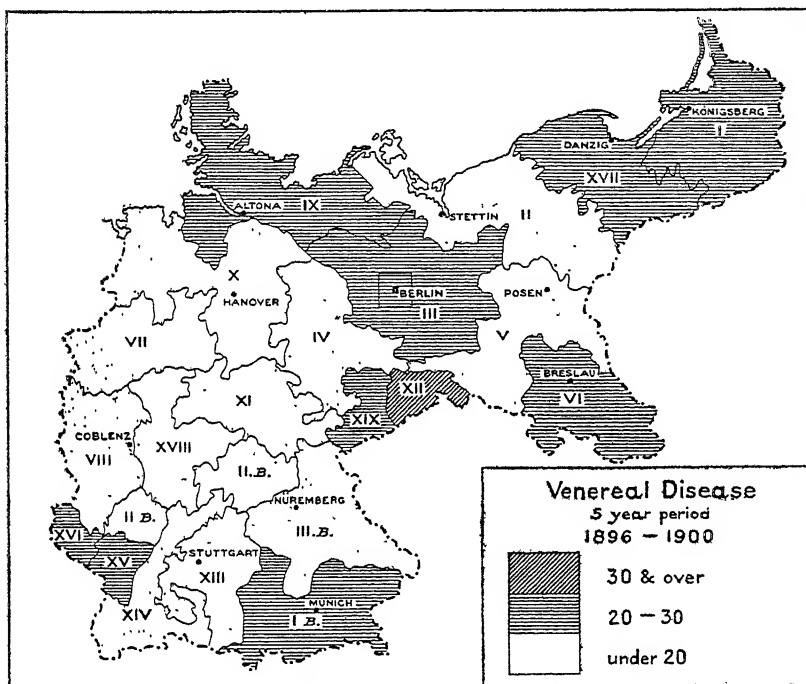 KÖNIGSBERG
I
DANZIG
XVII
ALTONA
IX
STETTIN
II
X
HANOVER
BERLIN
III
POSEN
VII
IV
V
BRESLAU
VI
XI
XII
XIX
COBLENZ
VIII
XVIII
II.B.
NUREMBERG
III.B.
II B.
XVI
XV
STUTTGART
XIII
XIV
MUNICH
I B.
Venereal Disease
5 year period
1896 – 1900
30 & over
20 – 30
under 20